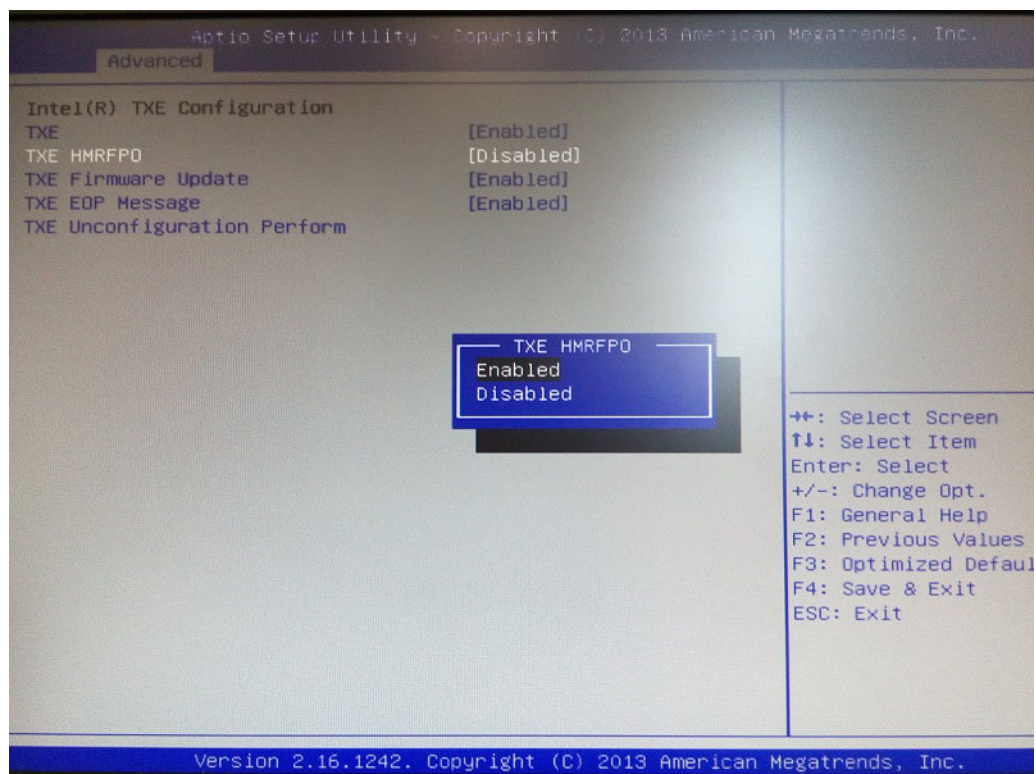 Aptio Setup Utility - Copyright (C) 2013 American Megatrends, Inc.
Advanced
Intel(R) TXE Configuration
TXE [Enabled]
TXE HMRFPO [Disabled]
TXE Firmware Update [Enabled]
TXE EOP Message [Enabled]
TXE Unconfiguration Perform
TXE HMRFPO
Enabled
Disabled
→←: Select Screen
↑↓: Select Item
Enter: Select
+/-: Change Opt.
F1: General Help
F2: Previous Values
F3: Optimized Defaul
F4: Save & Exit
ESC: Exit
Version 2.16.1242. Copyright (C) 2013 American Megatrends, Inc.